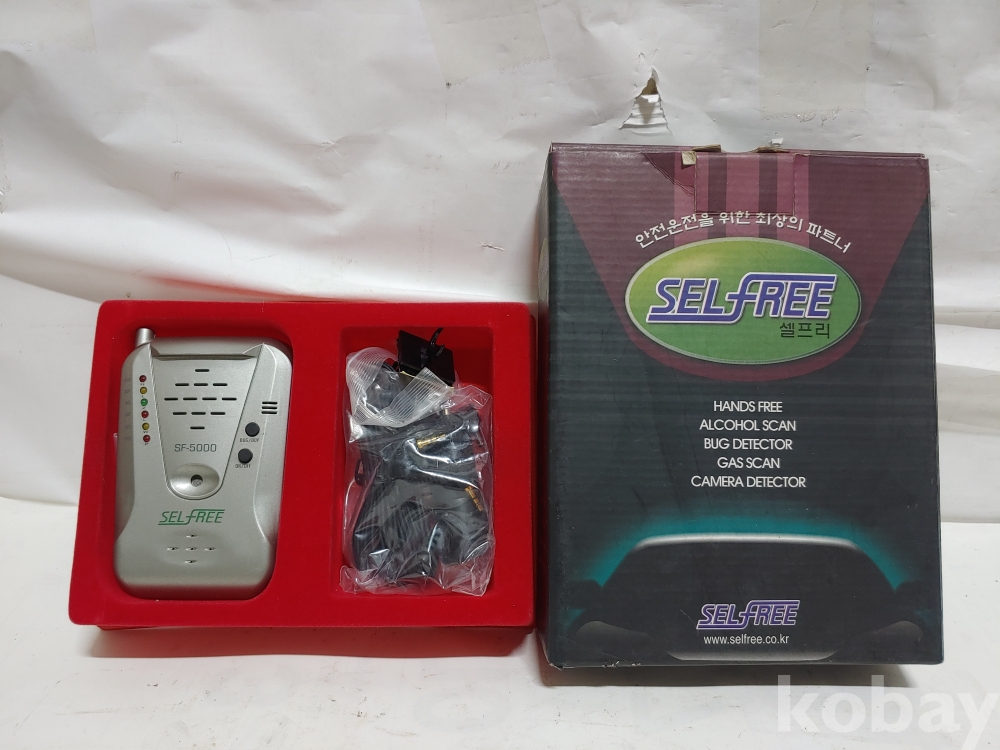 안전운전을 위한 최상의 파트너
SELFREE
셀프리
HANDS FREE
ALCOHOL SCAN
BUG DETECTOR
GAS SCAN
CAMERA DETECTOR
SELFREE
www.selfree.co.kr
SF-5000
SELFREE
kobay